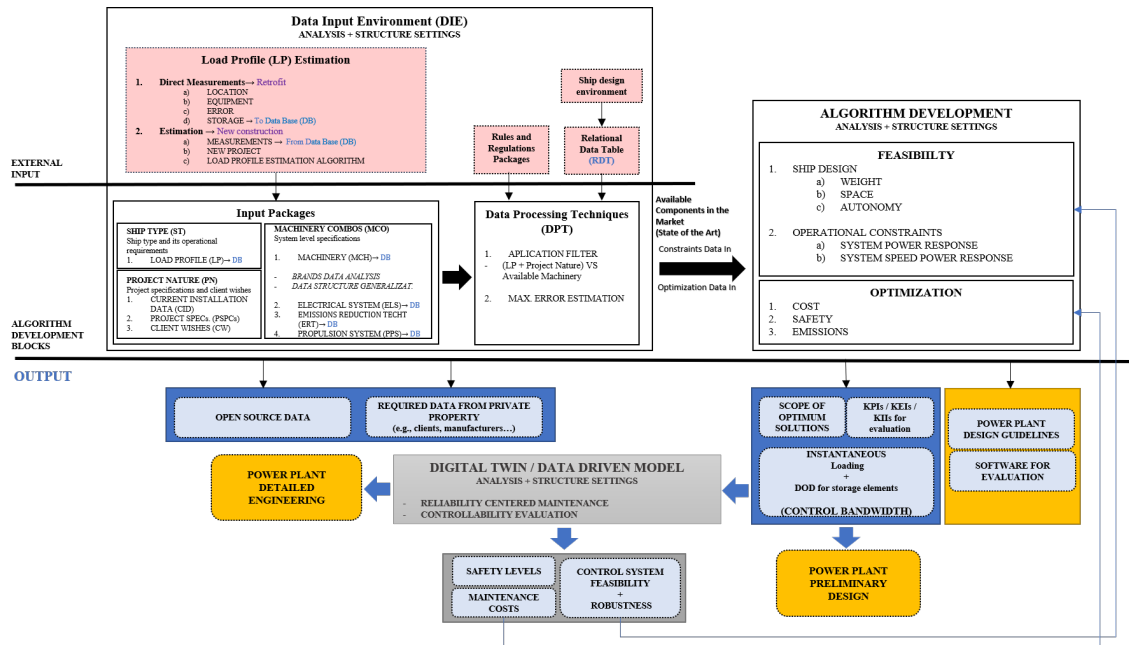 Data Input Environment (DIE)
ANALYSIS + STRUCTURE SETTINGS
Load Profile (LP) Estimation
1. Direct Measurements→ Retrofit
a) LOCATION
b) EQUIPMENT
c) ERROR
d) STORAGE → To Data Base (DB)
2. Estimation → New construction
a) MEASUREMENTS → From Data Base (DB)
b) NEW PROJECT
c) LOAD PROFILE ESTIMATION ALGORITHM
Ship design
environment
Rules and
Regulations
Packages
Relational
Data Table
(RDT)
EXTERNAL
INPUT
Input Packages
SHIP TYPE (ST)
Ship type and its operational
requirements
1. LOAD PROFILE (LP)→ DB
PROJECT NATURE (PN)
Project specifications and client wishes
1. CURRENT INSTALLATION
DATA (CID)
2. PROJECT SPECs. (PSPCs)
3. CLIENT WISHES (CW)
MACHINERY COMBOS (MCO)
System level specifications
1. MACHINERY (MCH)→ DB
- BRANDS DATA ANALYSIS
- DATA STRUCTURE GENERALIZAT.
2. ELECTRICAL SYSTEM (ELS)→ DB
3. EMISSIONS REDUCTION TECHT
(ERT)→ DB
4. PROPULSION SYSTEM (PPS)→ DB
Data Processing Techniques
(DPT)
1. APLICATION FILTER
- (LP + Project Nature) VS
Available Machinery
2. MAX. ERROR ESTIMATION
Available
Components in the
Market
(State of the Art)
Constraints Data In
Optimization Data In
ALGORITHM DEVELOPMENT
ANALYSIS + STRUCTURE SETTINGS
FEASIBIILTY
1. SHIP DESIGN
a) WEIGHT
b) SPACE
c) AUTONOMY
2. OPERATIONAL CONSTRAINTS
a) SYSTEM POWER RESPONSE
b) SYSTEM SPEED POWER RESPONSE
OPTIMIZATION
1. COST
2. SAFETY
3. EMISSIONS
ALGORITHM
DEVELOPMENT
BLOCKS
OUTPUT
OPEN SOURCE DATA
REQUIRED DATA FROM PRIVATE
PROPERTY
(e.g., clients, manufacturers…)
SCOPE OF
OPTIMUM
SOLUTIONS
KPIs / KEIs /
KIIs for
evaluation
INSTANTANEOUS
Loading
+
DOD for storage elements
(CONTROL BANDWIDTH)
POWER PLANT
DESIGN GUIDELINES
SOFTWARE FOR
EVALUATION
POWER PLANT
DETAILED
ENGINEERING
DIGITAL TWIN / DATA DRIVEN MODEL
ANALYSIS + STRUCTURE SETTINGS
- RELIABILITY CENTERED MAINTENANCE
- CONTROLLABILITY EVALUATION
SAFETY LEVELS
MAINTENANCE
COSTS
CONTROL SYSTEM
FEASIBILITY
+
ROBUSTNESS
POWER PLANT
PRELIMINARY
DESIGN